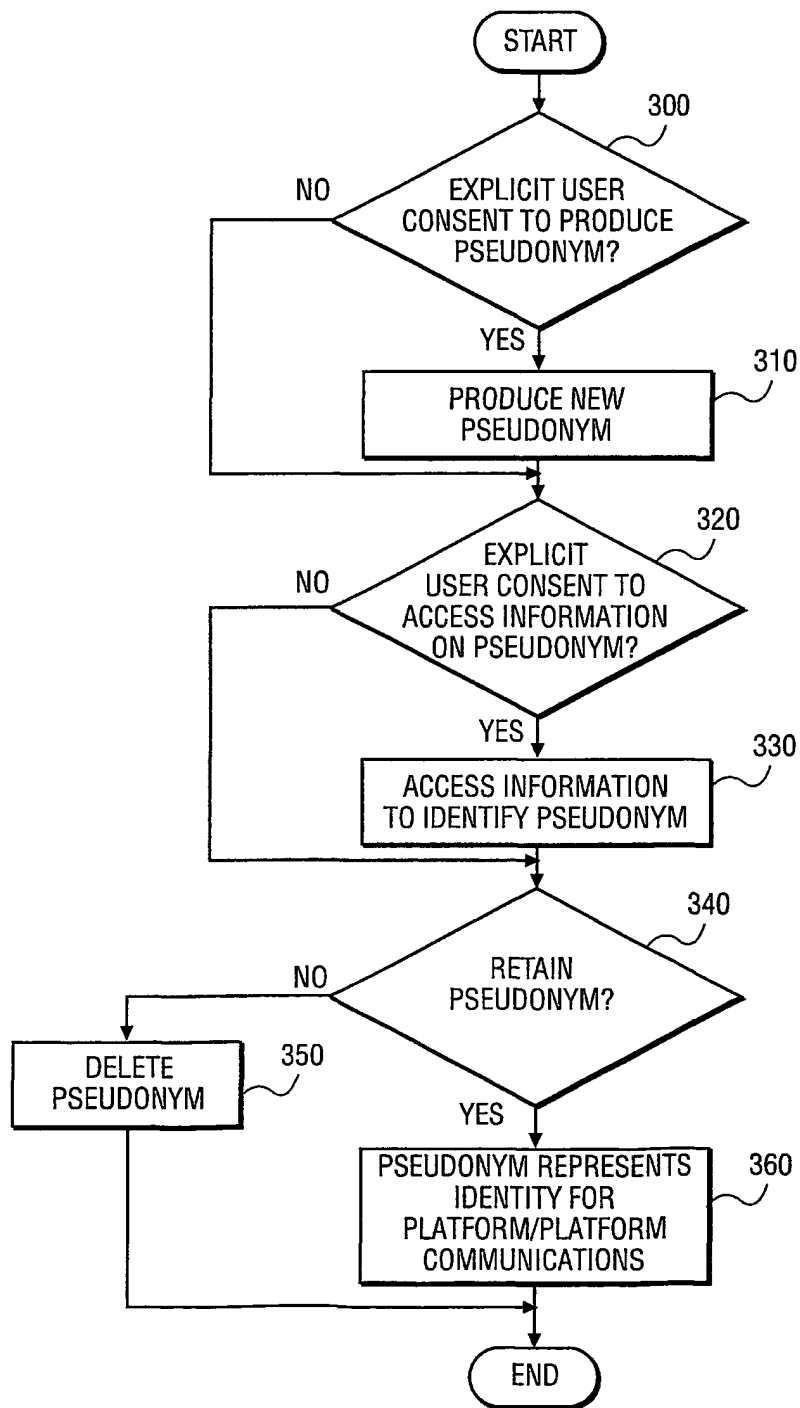 START
300
EXPLICIT USER
CONSENT TO PRODUCE
PSEUDONYM?
NO
YES
310
PRODUCE NEW
PSEUDONYM
320
EXPLICIT
USER CONSENT TO
ACCESS INFORMATION
ON PSEUDONYM?
NO
YES
330
ACCESS INFORMATION
TO IDENTIFY PSEUDONYM
340
RETAIN
PSEUDONYM?
NO
YES
350
DELETE
PSEUDONYM
360
PSEUDONYM REPRESENTS
IDENTITY FOR
PLATFORM/PLATFORM
COMMUNICATIONS
END